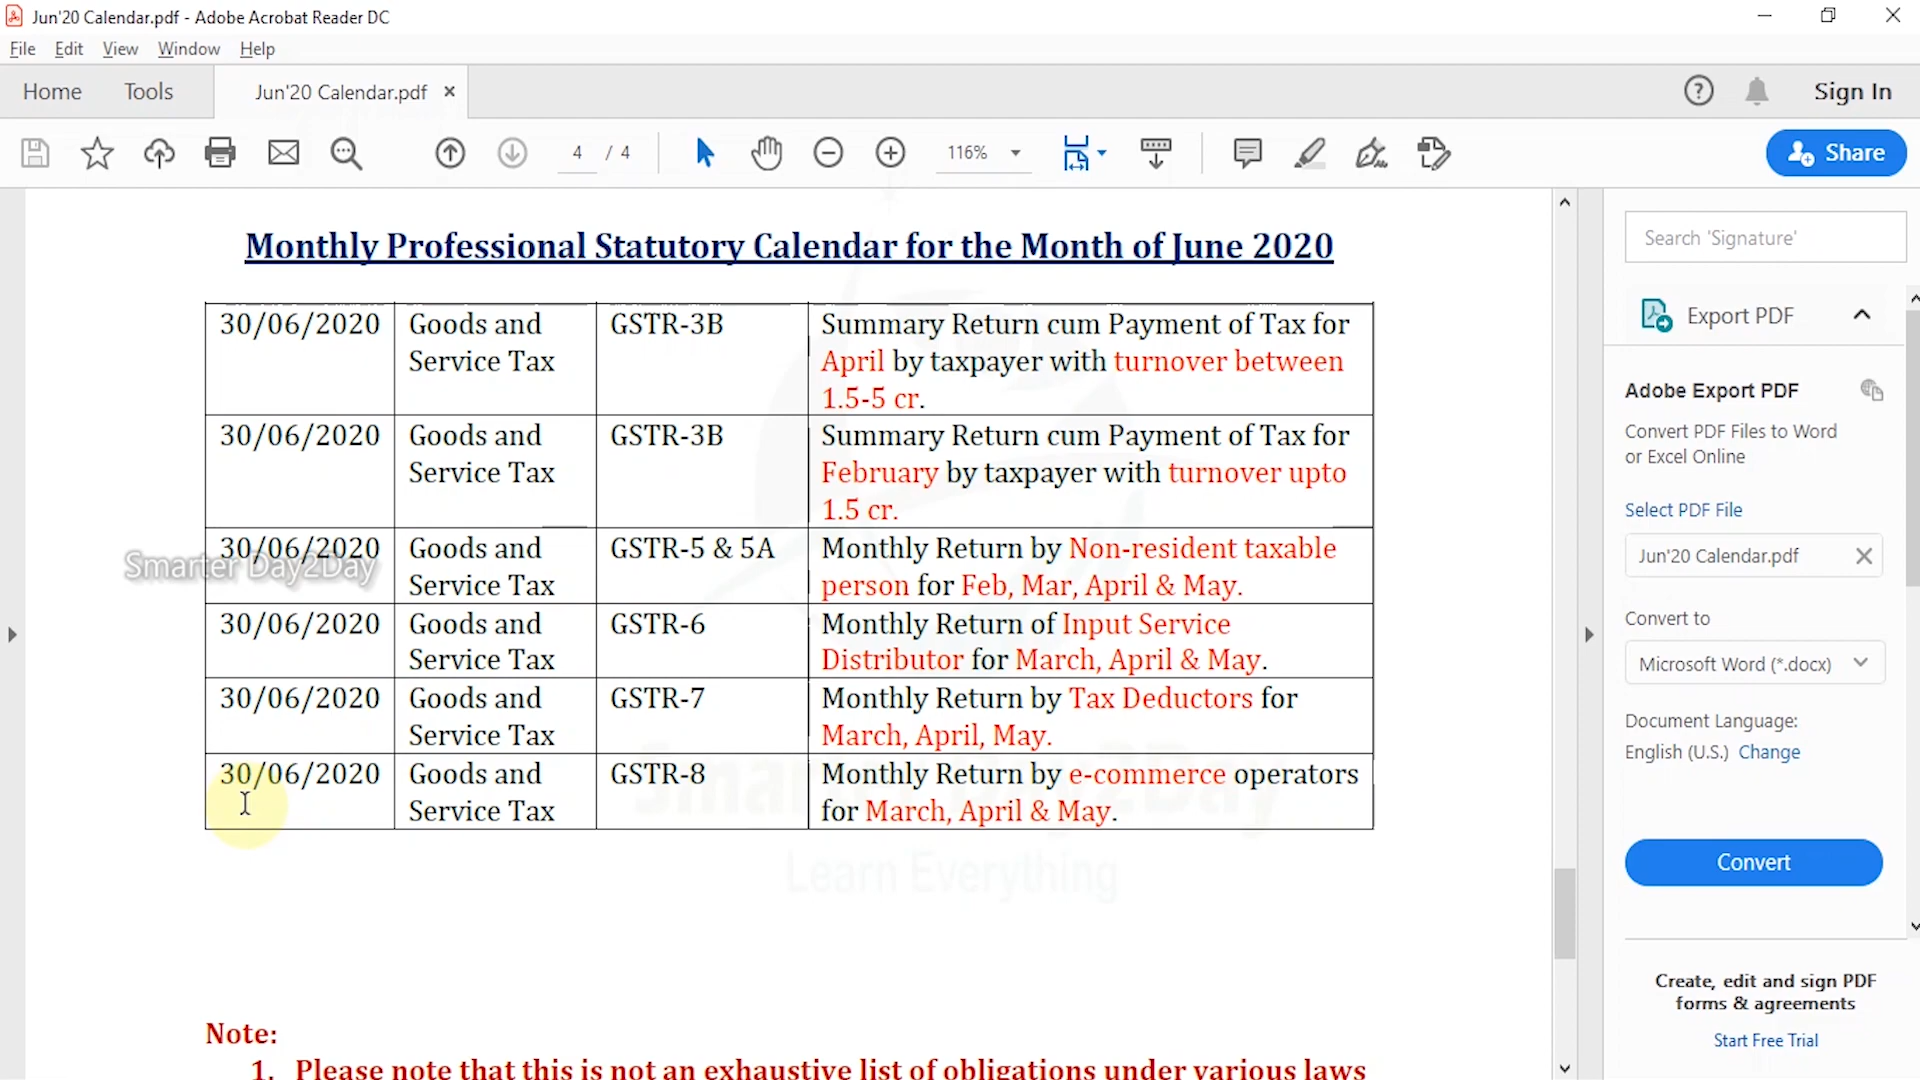 Jun'20 Calendar.pdf - Adobe Acrobat Reader DC
File Edit View Window Help
Home Tools Jun'20 Calendar.pdf Sign In
4 / 4 116% Share
Monthly Professional Statutory Calendar for the Month of June 2020
30/06/2020 Goods and GSTR-3B Summary Return cum Payment of Tax for
Service Tax April by taxpayer with turnover between
1.5-5 cr.
30/06/2020 Goods and GSTR-3B Summary Return cum Payment of Tax for
Service Tax February by taxpayer with turnover upto
1.5 cr.
30/06/2020 Goods and GSTR-5 & 5A Monthly Return by Non-resident taxable
Smarter Day2Day
Service Tax person for Feb, Mar, April & May.
30/06/2020 Goods and GSTR-6 Monthly Return of Input Service
Service Tax Distributor for March, April & May.
30/06/2020 Goods and GSTR-7 Monthly Return by Tax Deductors for
Service Tax March, April, May.
30/06/2020 Goods and GSTR-8 Monthly Return by e-commerce operators
Service Tax for March, April & May.
Smarter Day2Day
Learn Everything
Note:
1. Please note that this is not an exhaustive list of obligations under various laws
Search 'Signature'
Export PDF
Adobe Export PDF
Convert PDF Files to Word
or Excel Online
Select PDF File
Jun'20 Calendar.pdf
Convert to
Microsoft Word (*.docx)
Document Language:
English (U.S.) Change
Convert
Create, edit and sign PDF
forms & agreements
Start Free Trial